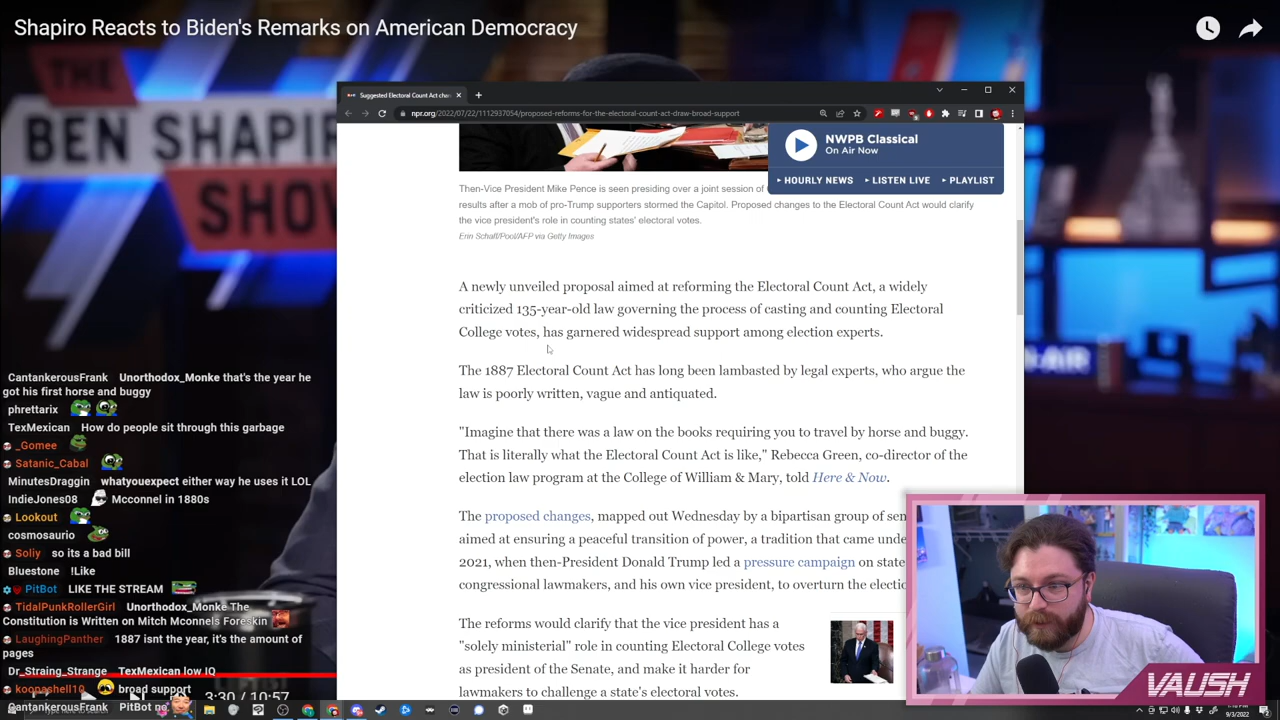 Shapiro Reacts to Biden's Remarks on American Democracy
THE
BEN SHAPIRO
SHO
Suggested Electoral Count Act chan
npr.org/2022/07/22/1112937054/proposed-reforms-for-the-electoral-count-act-draw-broad-support
NWPB Classical
On Air Now
HOURLY NEWS
LISTEN LIVE
PLAYLIST
Then-Vice President Mike Pence is seen presiding over a joint session of
results after a mob of pro-Trump supporters stormed the Capitol. Proposed changes to the Electoral Count Act would clarify
the vice president's role in counting states' electoral votes.
Erin Schaff/Pool/AFP via Getty Images
A newly unveiled proposal aimed at reforming the Electoral Count Act, a widely
criticized 135-year-old law governing the process of casting and counting Electoral
College votes, has garnered widespread support among election experts.
The 1887 Electoral Count Act has long been lambasted by legal experts, who argue the
law is poorly written, vague and antiquated.
"Imagine that there was a law on the books requiring you to travel by horse and buggy.
That is literally what the Electoral Count Act is like," Rebecca Green, co-director of the
election law program at the College of William & Mary, told Here & Now.
The proposed changes, mapped out Wednesday by a bipartisan group of sen
aimed at ensuring a peaceful transition of power, a tradition that came unde
2021, when then-President Donald Trump led a pressure campaign on state
congressional lawmakers, and his own vice president, to overturn the electio
The reforms would clarify that the vice president has a
"solely ministerial" role in counting Electoral College votes
as president of the Senate, and make it harder for
lawmakers to challenge a state's electoral votes.
CantankerousFrank Unorthodox_Monke that's the year he
got his first horse and buggy
phrettarix
TexMexican How do people sit through this garbage
_Gomee
Satanic_Cabal
MinutesDraggin whatyouexpect either way he uses it LOL
IndieJones08 Mcconnel in 1880s
Lookout
cosmosaurio
Soliy so its a bad bill
Bluestone !Like
PitBot LIKE THE STREAM
TidalPunkRollerGirl Unorthodox_Monke The
Constitution is Written on Mitch Mconnels Foreskin
LaughingPanther 1887 isnt the year, it's the amount of
pages
Dr_Straing_Strange TexMexican low IQ
koopashell10 broad support
CantankerousFrank PitBot no
3:30 / 10:57
AIR
VAUSH
9/3/2022